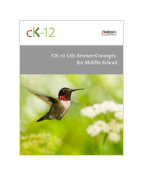 cK-12
CK-12 Life Science Concepts
for Middle School